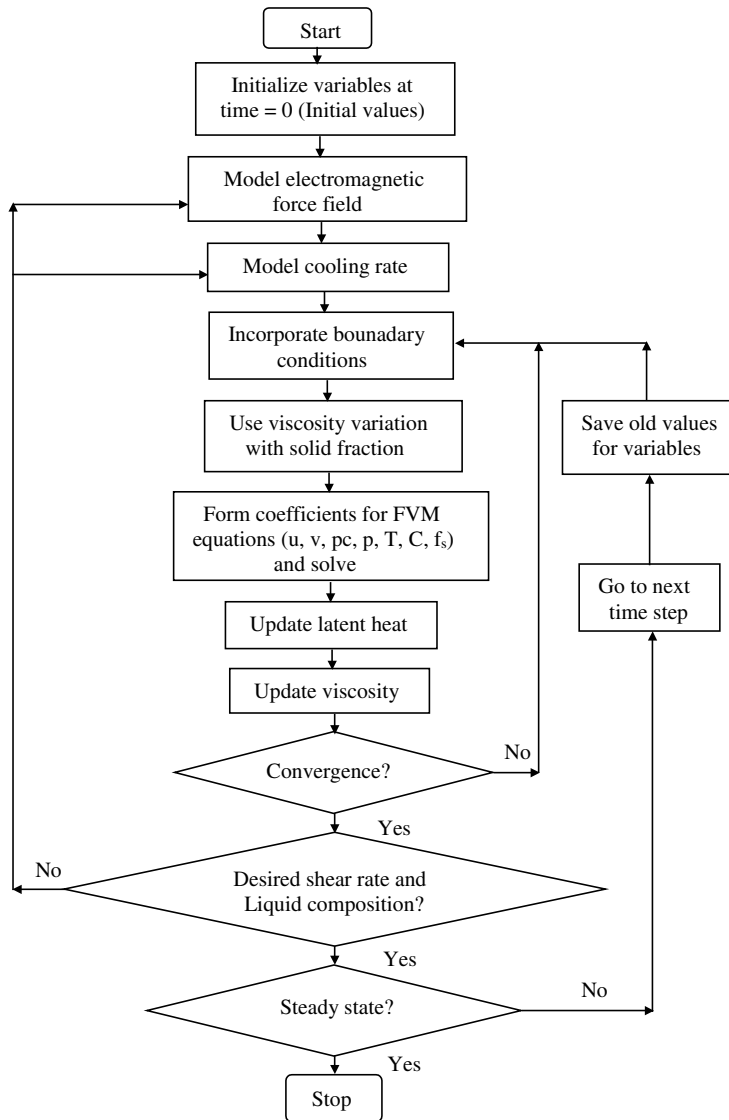 Start
Initialize variables at
time = 0 (Initial values)
Model electromagnetic
force field
Model cooling rate
Incorporate bounadary
conditions
Use viscosity variation
with solid fraction
Save old values
for variables
Form coefficients for FVM
equations (u, v, pc, p, T, C, fₛ)
and solve
Go to next
time step
Update latent heat
Update viscosity
Convergence?
No
Yes
No
Desired shear rate and
Liquid composition?
Yes
Steady state?
No
Yes
Stop